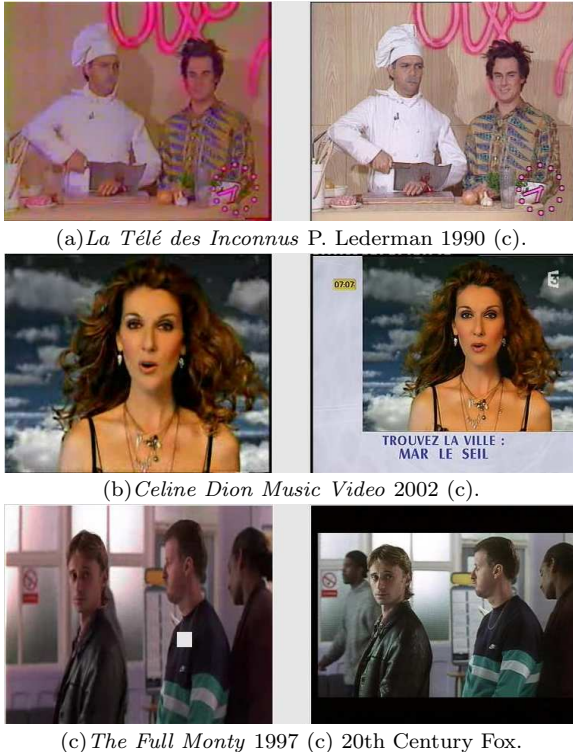 (a)La Télé des Inconnus P. Lederman 1990 (c).
07:07
3
TROUVEZ LA VILLE :
MAR LE SEIL
(b)Celine Dion Music Video 2002 (c).
(c)The Full Monty 1997 (c) 20th Century Fox.